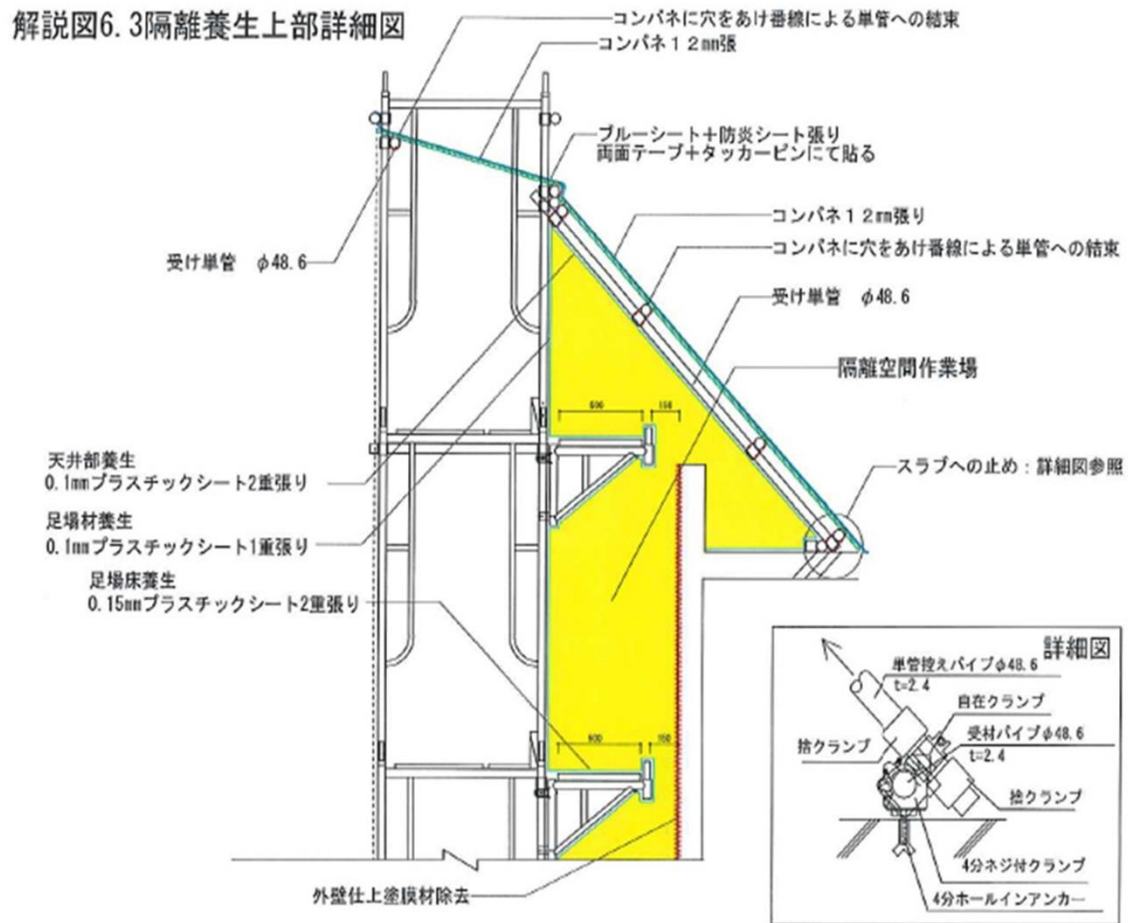 解説図6.3隔離養生上部詳細図
コンパネに穴をあけ番線による単管への結束
コンパネ12mm張
ブルーシート+防炎シート張り
両面テープ+タッカーピンにて貼る
コンパネ12mm張り
コンパネに穴をあけ番線による単管への結束
受け単管 φ48.6
受け単管 φ48.6
隔離空間作業場
600
150
天井部養生
0.1mmプラスチックシート2重張り
スラブへの止め:詳細図参照
足場材養生
0.1mmプラスチックシート1重張り
足場床養生
0.15mmプラスチックシート2重張り
600
150
外壁仕上塗膜材除去
詳細図
単管控えパイプφ48.6
t=2.4
自在クランプ
受材パイプφ48.6
t=2.4
捨クランプ
捨クランプ
4分ネジ付クランプ
4分ホールインアンカー